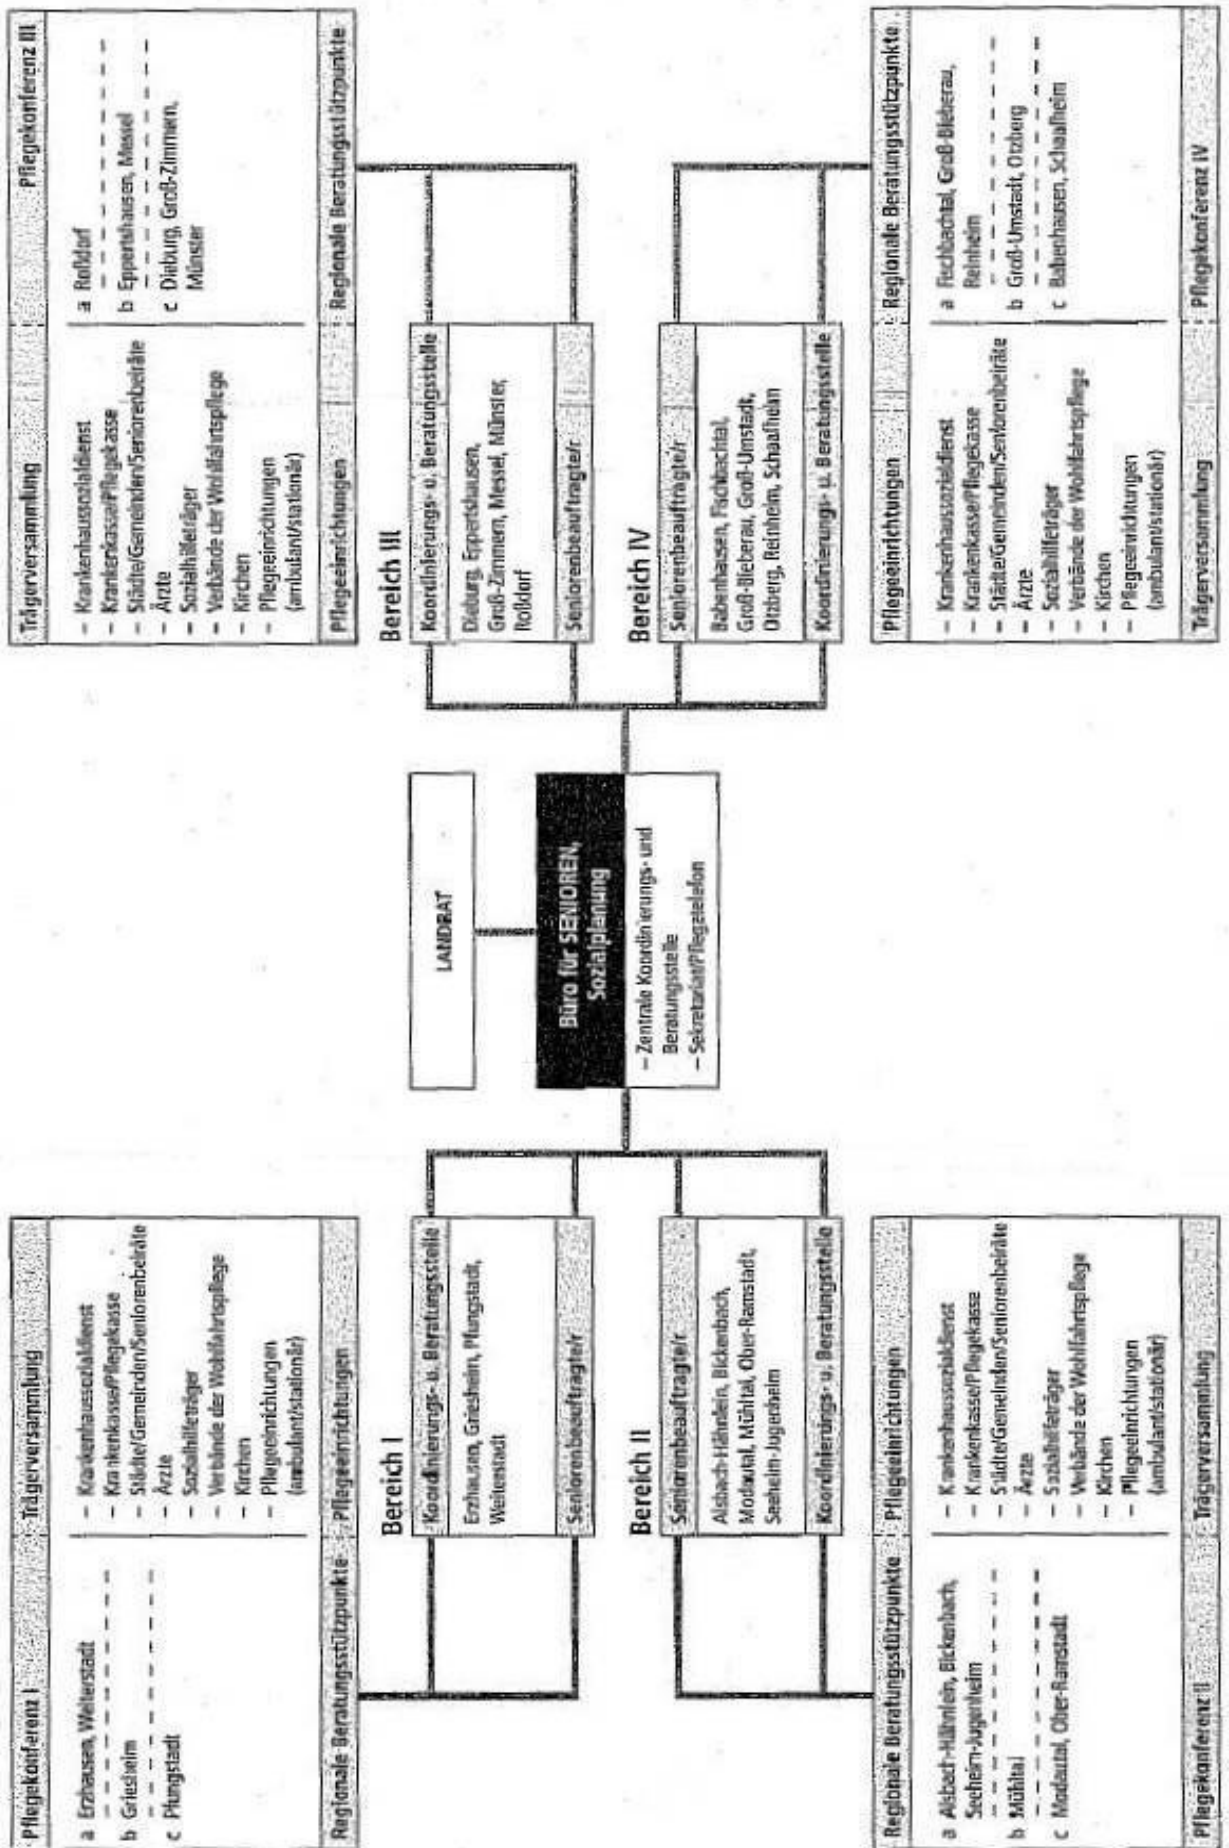 Pflegekonferenz I
Trägerversammlung
a Erzhausen, Weiterstadt
b Griesheim
c Pfungstadt
– Krankenhaussozialdienst
– Krankenkasse/Pflegekasse
– Städte/Gemeinden/Seniorenbeiräte
– Ärzte
– Sozialhilfeträger
– Verbände der Wohlfahrtspflege
– Kirchen
– Pflegeeinrichtungen
(ambulant/stationär)
Regionale Beratungsstützpunkte
Pflegeeinrichtungen
Bereich I
Koordinierungs- u. Beratungsstelle
Erzhausen, Griesheim, Pfungstadt,
Weiterstadt
Seniorenbeauftragte/r
Bereich II
Seniorenbeauftragte/r
Alsbach-Hähnlein, Bickenbach,
Modautal, Mühltal, Ober-Ramstadt,
Seeheim-Jugenheim
Koordinierungs- u. Beratungsstelle
Regionale Beratungsstützpunkte
Pflegeeinrichtungen
a Alsbach-Hähnlein, Bickenbach,
Seeheim-Jugenheim
b Mühltal
c Modautal, Ober-Ramstadt
– Krankenhaussozialdienst
– Krankenkasse/Pflegekasse
– Städte/Gemeinden/Seniorenbeiräte
– Ärzte
– Sozialhilfeträger
– Verbände der Wohlfahrtspflege
– Kirchen
– Pflegeeinrichtungen
(ambulant/stationär)
Pflegekonferenz II
Trägerversammlung
LANDRAT
Büro für SENIOREN,
Sozialplanung
– Zentrale Koordinierungs- und
Beratungsstelle
– Sekretariat/Pflegetelefon
Trägerversammlung
Pflegekonferenz III
– Krankenhaussozialdienst
– Krankenkasse/Pflegekasse
– Städte/Gemeinden/Seniorenbeiräte
– Ärzte
– Sozialhilfeträger
– Verbände der Wohlfahrtspflege
– Kirchen
– Pflegeeinrichtungen
(ambulant/stationär)
a Roßdorf
b Eppertshausen, Messel
c Dieburg, Groß-Zimmern,
Münster
Pflegeeinrichtungen
Regionale Beratungsstützpunkte
Bereich III
Koordinierungs- u. Beratungsstelle
Dieburg, Eppertshausen,
Groß-Zimmern, Messel, Münster,
Roßdorf
Seniorenbeauftragte/r
Bereich IV
Seniorenbeauftragte/r
Babenhausen, Fischbachtal,
Groß-Bieberau, Groß-Umstadt,
Otzberg, Reinheim, Schaafheim
Koordinierungs- u. Beratungsstelle
Pflegeeinrichtungen
Regionale Beratungsstützpunkte
– Krankenhaussozialdienst
– Krankenkasse/Pflegekasse
– Städte/Gemeinden/Seniorenbeiräte
– Ärzte
– Sozialhilfeträger
– Verbände der Wohlfahrtspflege
– Kirchen
– Pflegeeinrichtungen
(ambulant/stationär)
a Fischbachtal, Groß-Bieberau,
Reinheim
b Groß-Umstadt, Otzberg
c Babenhausen, Schaafheim
Trägerversammlung
Pflegekonferenz IV